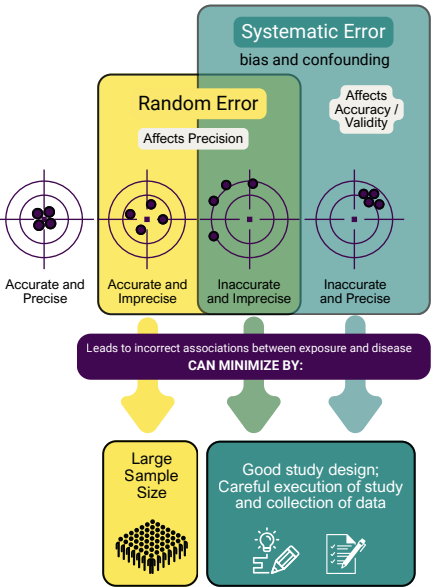 Systematic Error
bias and confounding
Random Error
Affects Precision
Affects
Accuracy /
Validity
Accurate and
Precise
Accurate and
Imprecise
Inaccurate
and Imprecise
Inaccurate
and Precise
Leads to incorrect associations between exposure and disease
CAN MINIMIZE BY:
Large
Sample
Size
Good study design;
Careful execution of study
and collection of data